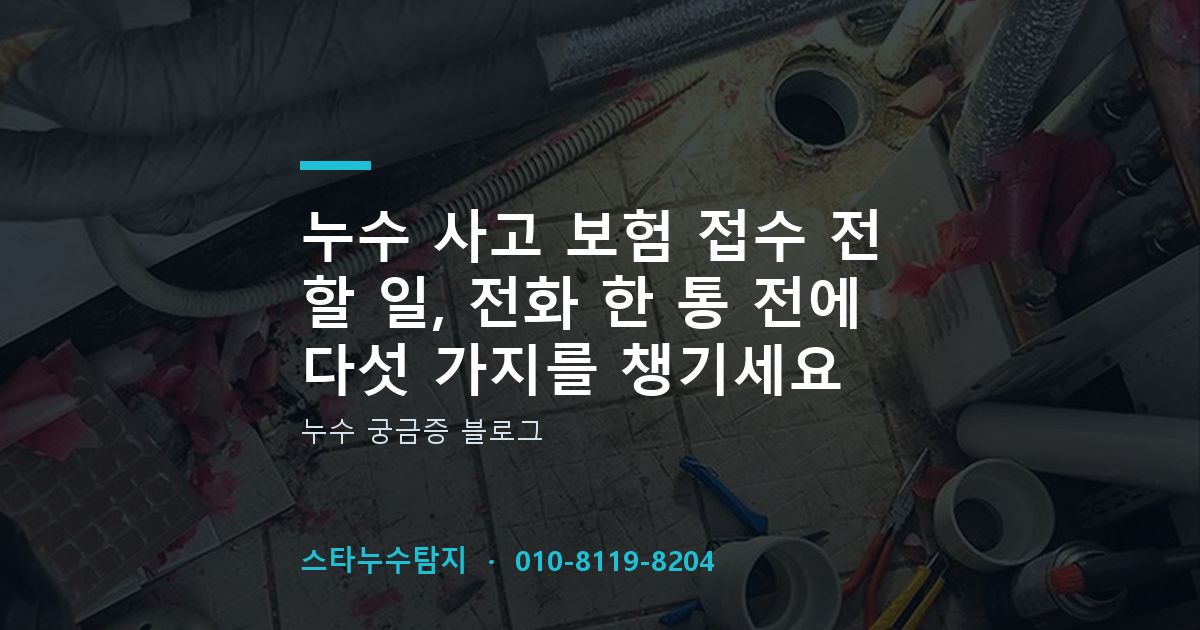 누수 사고 보험 접수 전
할 일, 전화 한 통 전에
다섯 가지를 챙기세요
누수 궁금증 블로그
스타누수탐지 · 010-8119-8204